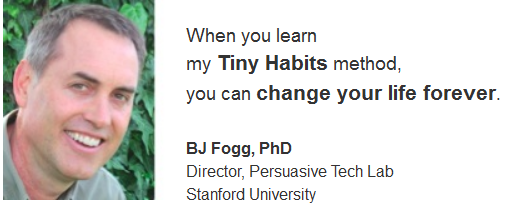 When you learn
my Tiny Habits method,
you can change your life forever.
BJ Fogg, PhD
Director, Persuasive Tech Lab
Stanford University